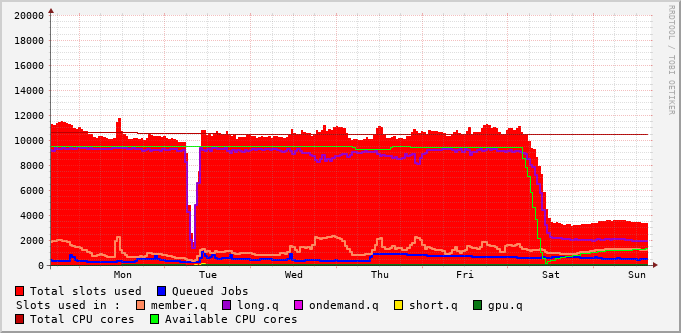 RRDTOOL / TOBI OETIKER
20000
18000
16000
14000
12000
10000
8000
6000
4000
2000
0
Mon Tue Wed Thu Fri Sat Sun
Total slots used Queued Jobs
Slots used in : member.q long.q ondemand.q short.q gpu.q
Total CPU cores Available CPU cores